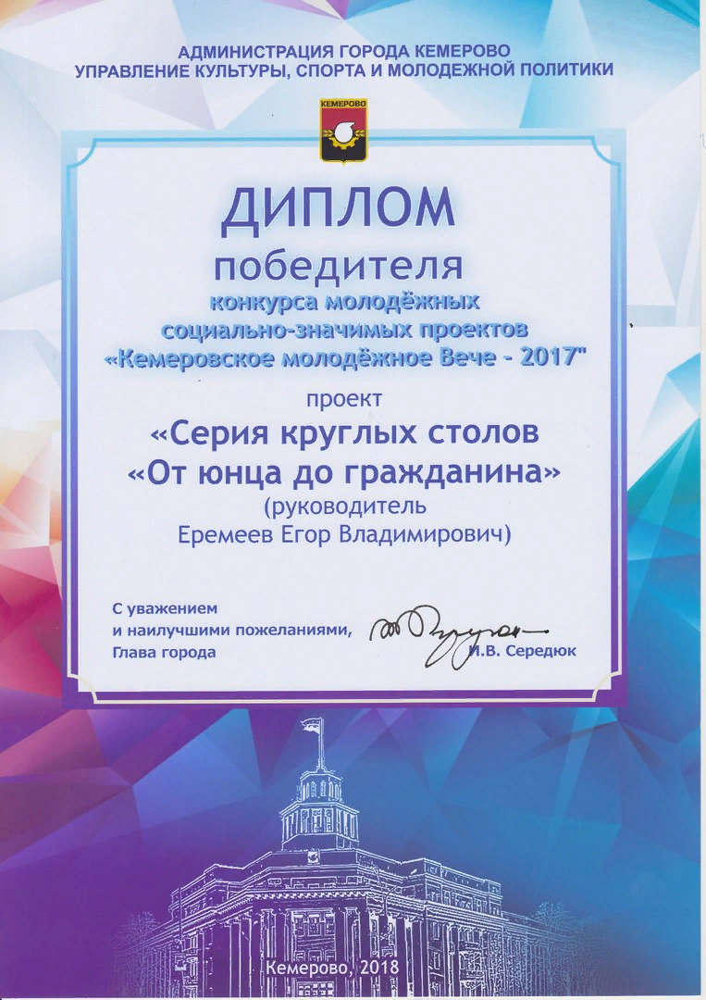 АДМИНИСТРАЦИЯ ГОРОДА КЕМЕРОВО
УПРАВЛЕНИЕ КУЛЬТУРЫ, СПОРТА И МОЛОДЕЖНОЙ ПОЛИТИКИ
КЕМЕРОВО
ДИПЛОМ
победителя
конкурса молодёжных
социально-значимых проектов
«Кемеровское молодёжное Вече - 2017"
проект
«Серия круглых столов
«От юнца до гражданина»
(руководитель
Еремеев Егор Владимирович)
С уважением
и наилучшими пожеланиями,
Глава города
И.В. Середюк
Кемерово, 2018